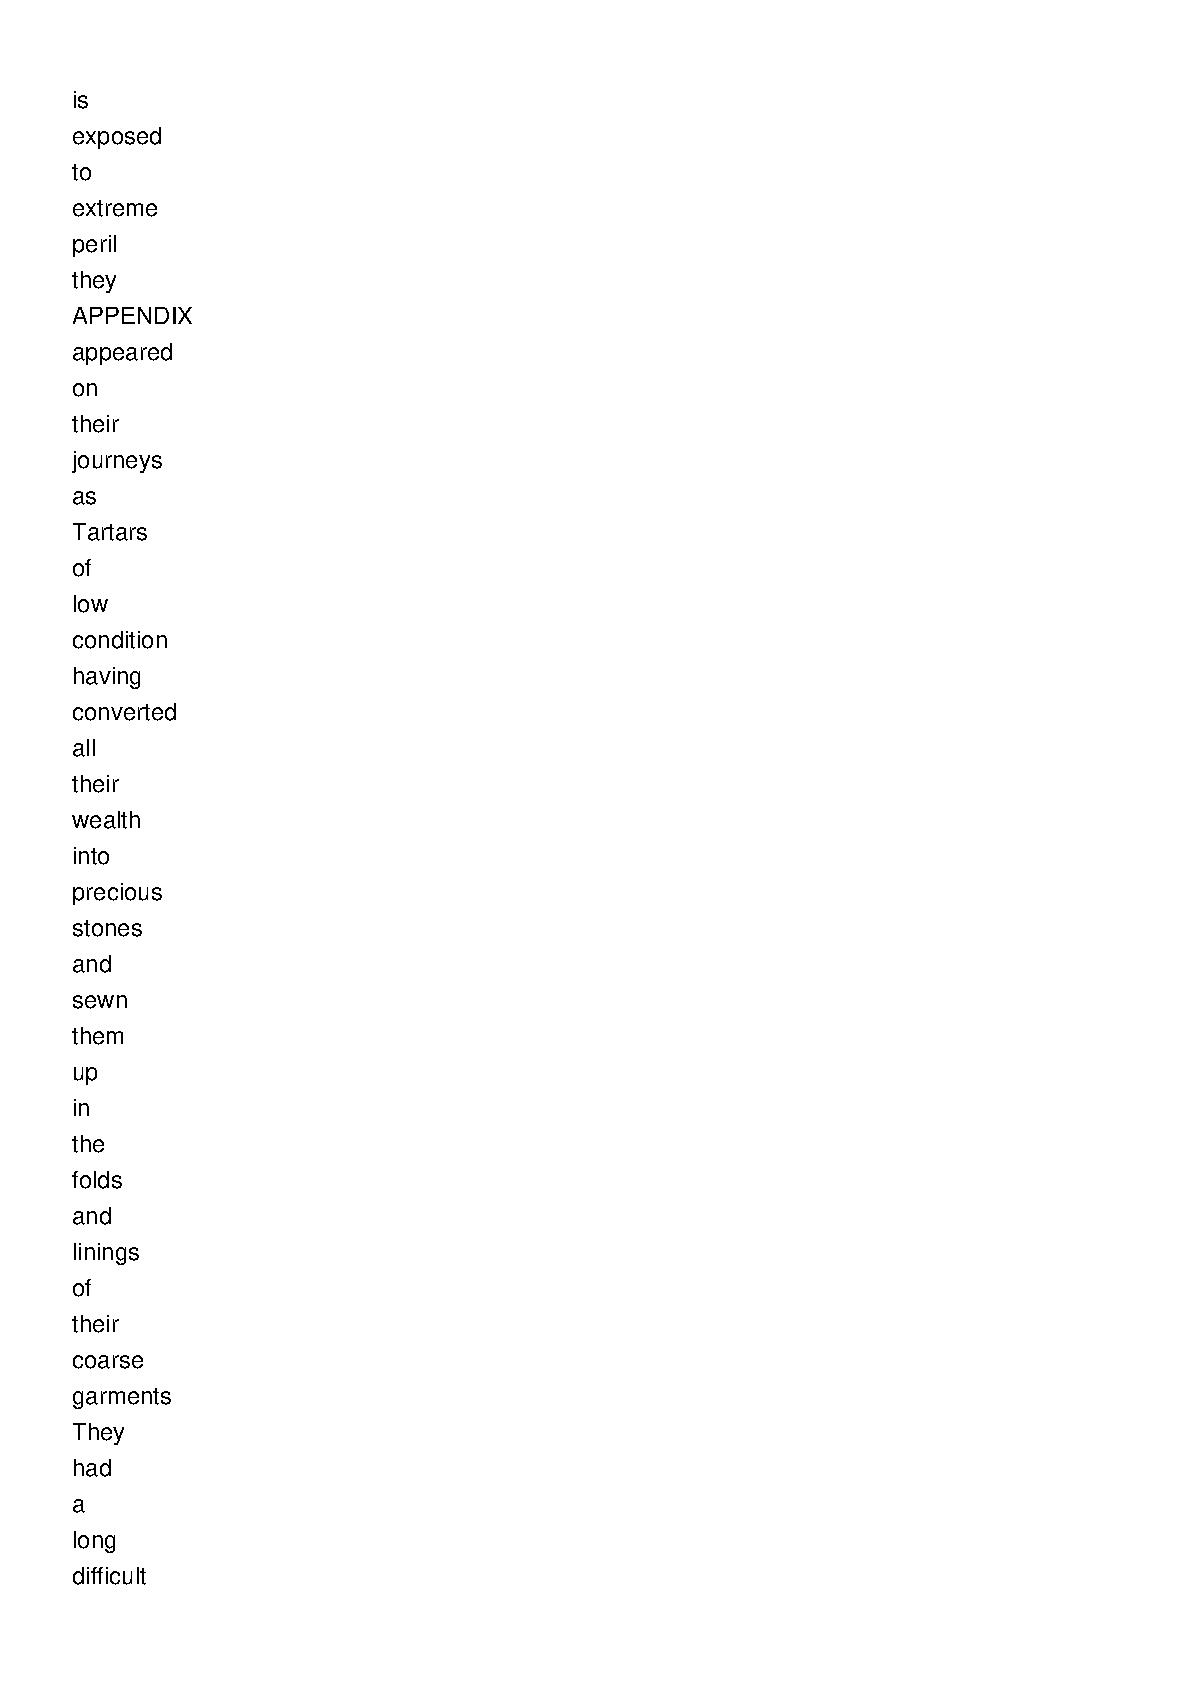 is
exposed
to
extreme
peril
they
APPENDIX
appeared
on
their
journeys
as
Tartars
of
low
condition
having
converted
all
their
wealth
into
precious
stones
and
sewn
them
up
in
the
folds
and
linings
of
their
coarse
garments
They
had
a
long
difficult